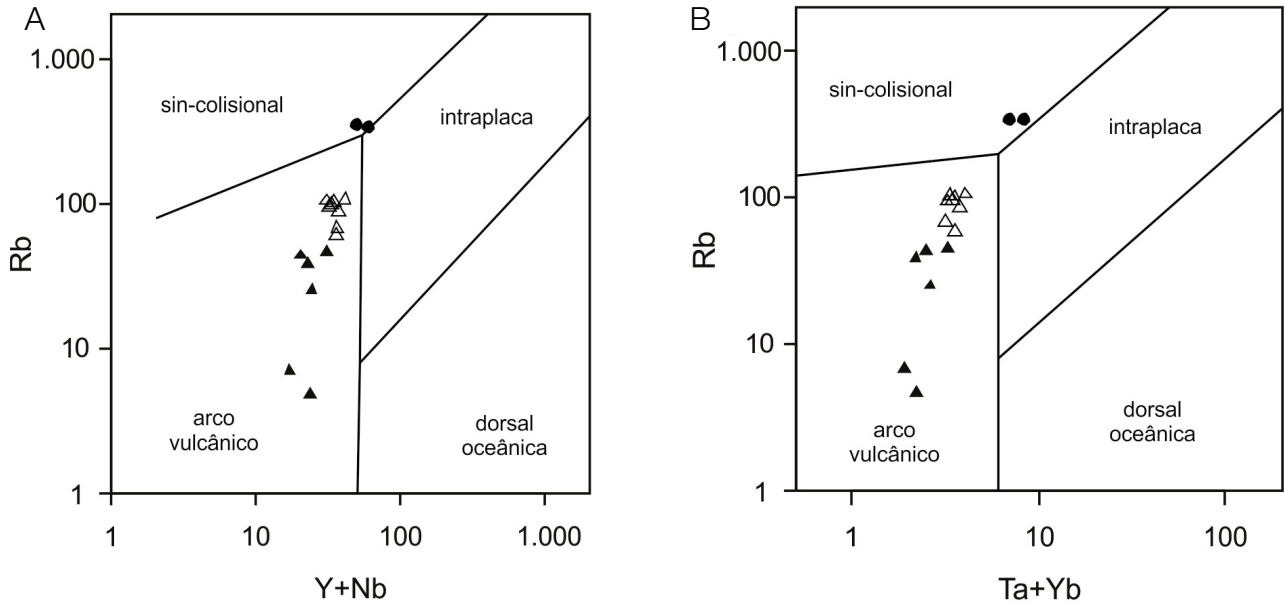 A
1.000
100
10
1
Rb
sin-colisional
intraplaca
arco
vulcânico
dorsal
oceânica
1
10
100
1.000
Y+Nb
B
1.000
100
10
1
Rb
sin-colisional
intraplaca
arco
vulcânico
dorsal
oceânica
1
10
100
Ta+Yb